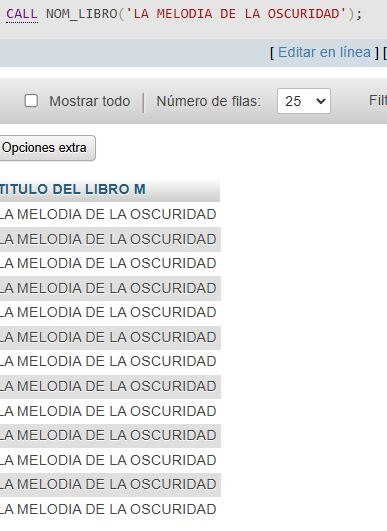 CALL NOM_LIBRO('LA MELODIA DE LA OSCURIDAD');
[ Editar en línea ] [
Mostrar todo Número de filas: 25 Filt
Opciones extra
TITULO DEL LIBRO M
LA MELODIA DE LA OSCURIDAD
LA MELODIA DE LA OSCURIDAD
LA MELODIA DE LA OSCURIDAD
LA MELODIA DE LA OSCURIDAD
LA MELODIA DE LA OSCURIDAD
LA MELODIA DE LA OSCURIDAD
LA MELODIA DE LA OSCURIDAD
LA MELODIA DE LA OSCURIDAD
LA MELODIA DE LA OSCURIDAD
LA MELODIA DE LA OSCURIDAD
LA MELODIA DE LA OSCURIDAD
LA MELODIA DE LA OSCURIDAD
LA MELODIA DE LA OSCURIDAD